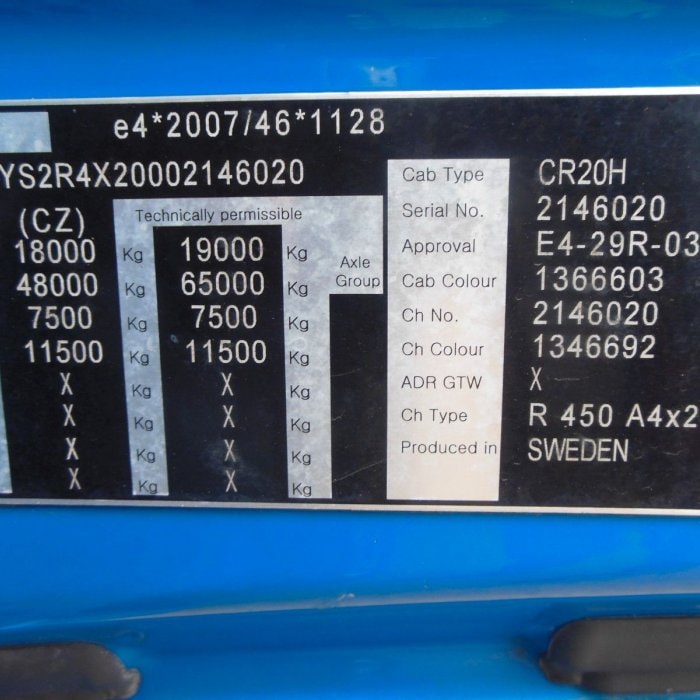 e4*2007/46*1128
YS2R4X20002146020
(CZ) Technically permissible
18000 Kg 19000 Kg
48000 Kg 65000 Kg Axle Group
7500 Kg 7500 Kg
11500 Kg 11500 Kg
X Kg X Kg
X Kg X Kg
X Kg X Kg
X Kg X Kg
Cab Type CR20H
Serial No. 2146020
Approval E4-29R-03
Cab Colour 1366603
Ch No. 2146020
Ch Colour 1346692
ADR GTW X
Ch Type R 450 A4x2
Produced in SWEDEN